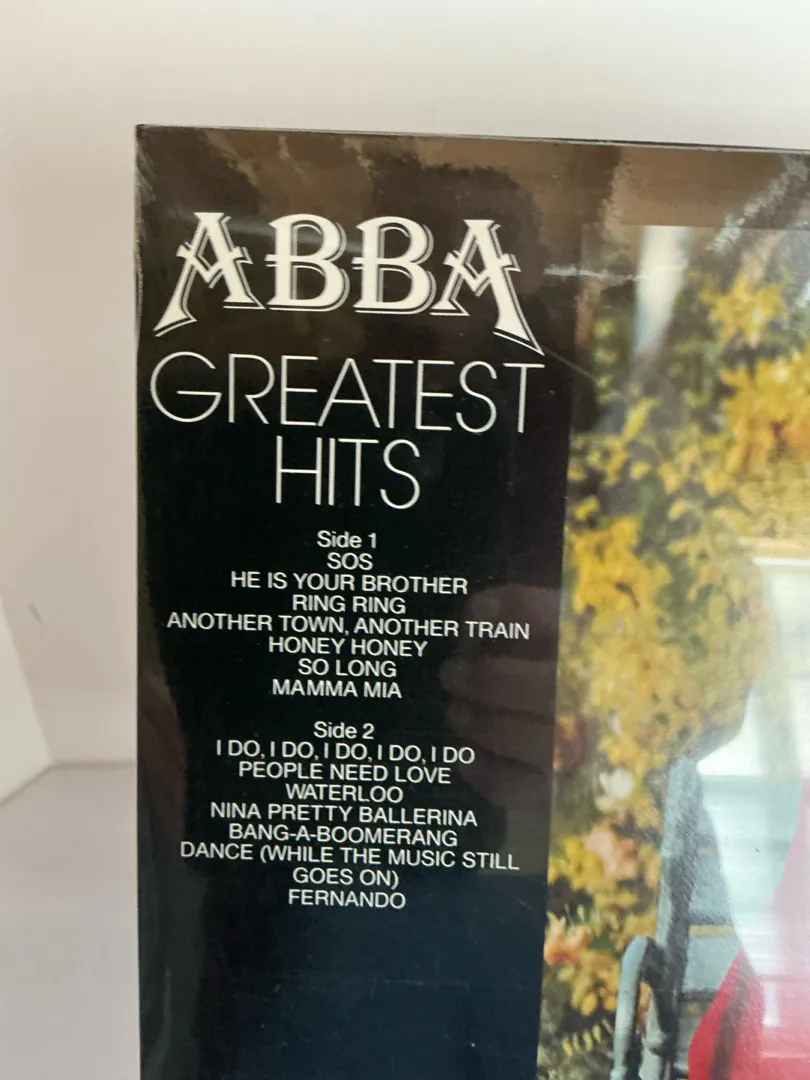 ABBA
GREATEST
HITS
Side 1
SOS
HE IS YOUR BROTHER
RING RING
ANOTHER TOWN, ANOTHER TRAIN
HONEY HONEY
SO LONG
MAMMA MIA
Side 2
I DO, I DO, I DO, I DO, I DO
PEOPLE NEED LOVE
WATERLOO
NINA PRETTY BALLERINA
BANG-A-BOOMERANG
DANCE (WHILE THE MUSIC STILL
GOES ON)
FERNANDO